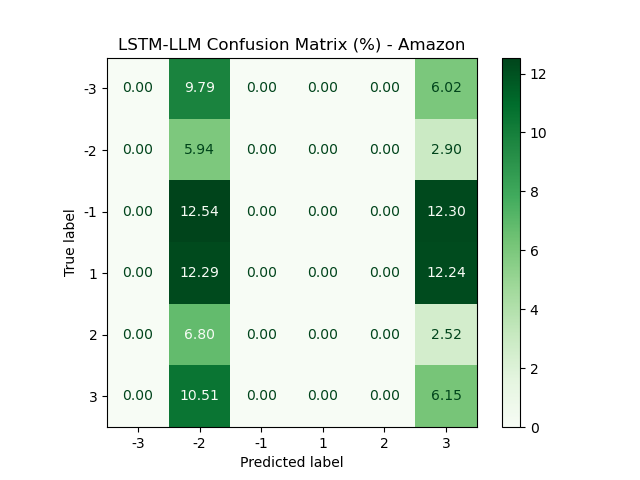 LSTM-LLM Confusion Matrix (%) - Amazon
-3 0.00 9.79 0.00 0.00 0.00 6.02
-2 0.00 5.94 0.00 0.00 0.00 2.90
-1 0.00 12.54 0.00 0.00 0.00 12.30
1 0.00 12.29 0.00 0.00 0.00 12.24
2 0.00 6.80 0.00 0.00 0.00 2.52
3 0.00 10.51 0.00 0.00 0.00 6.15
-3 -2 -1 1 2 3
Predicted label
True label
12
10
8
6
4
2
0